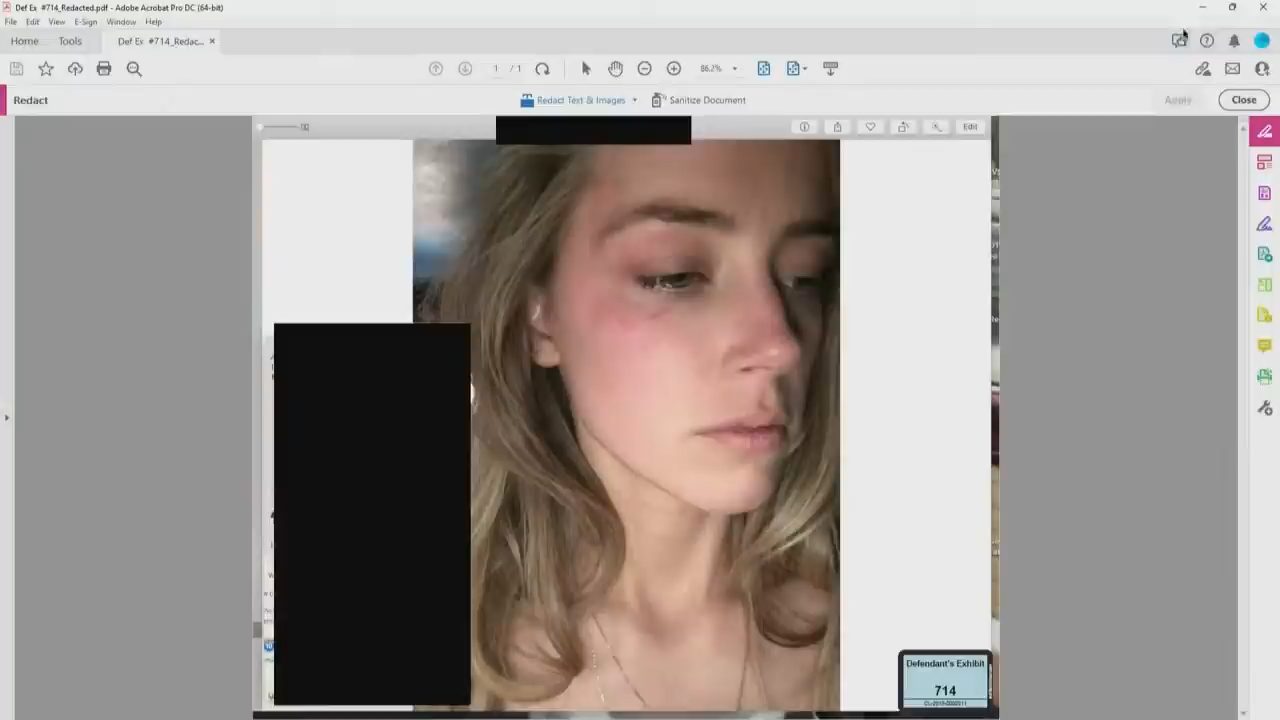 Def Ex #714_Redacted.pdf - Adobe Acrobat Pro DC (64-bit)
File Edit View E-Sign Window Help
Home Tools Def Ex #714_Redac... ×
1 / 1 86.2%
Redact Redact Text & Images Sanitize Document Apply Close
Edit
Defendant's Exhibit
714